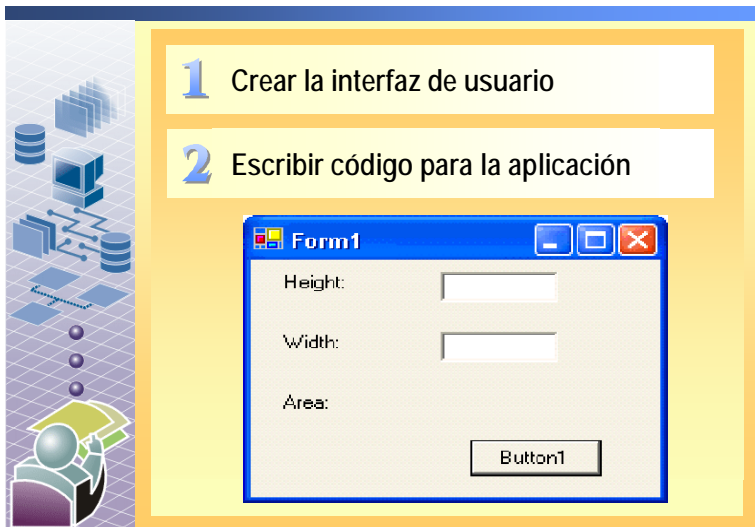 1 Crear la interfaz de usuario
2 Escribir código para la aplicación
Form1
Height:
Width:
Area:
Button1